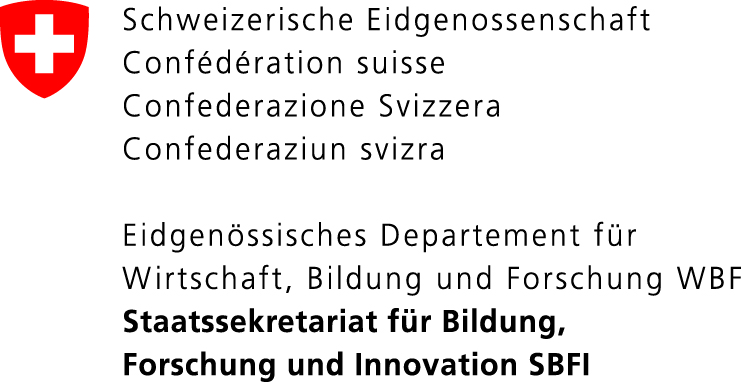 Schweizerische Eidgenossenschaft
Confédération suisse
Confederazione Svizzera
Confederaziun svizra
Eidgenössisches Departement für
Wirtschaft, Bildung und Forschung WBF
Staatssekretariat für Bildung,
Forschung und Innovation SBFI